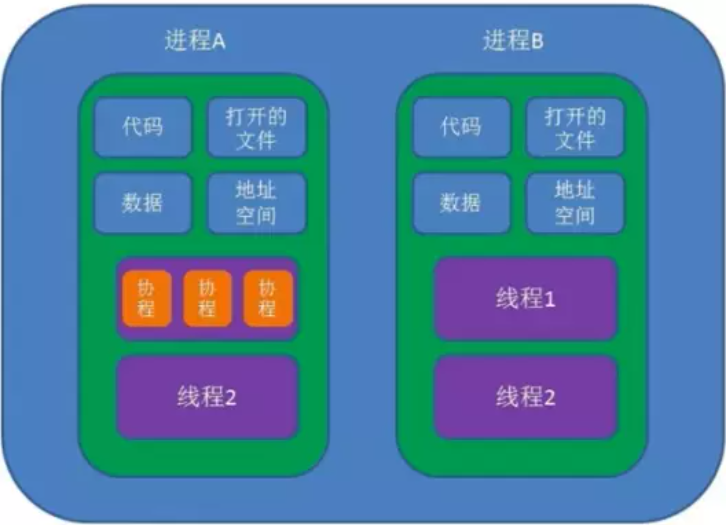 进程A
进程B
代码
打开的
文件
代码
打开的
文件
数据
地址
空间
数据
地址
空间
协
程
协
程
协
程
线程1
线程2
线程2